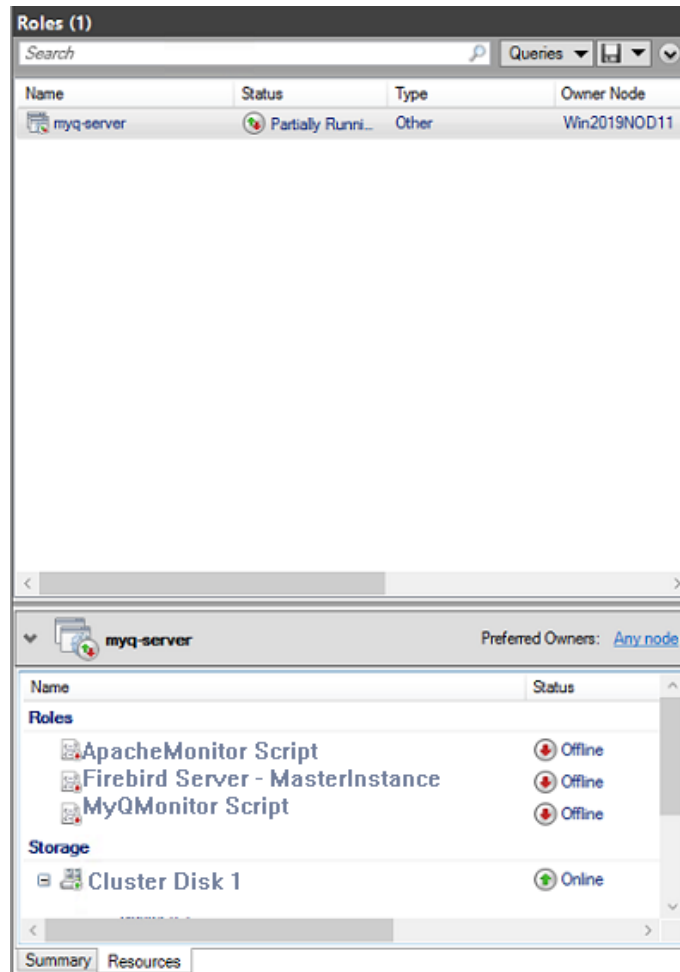 Roles (1)
Search Queries
Name Status Type Owner Node
myq-server Partially Runni... Other Win2019NOD11
myq-server Preferred Owners: Any node
Name Status
Roles
ApacheMonitor Script Offline
Firebird Server - MasterInstance Offline
MyQMonitor Script Offline
Storage
Cluster Disk 1 Online
Summary Resources